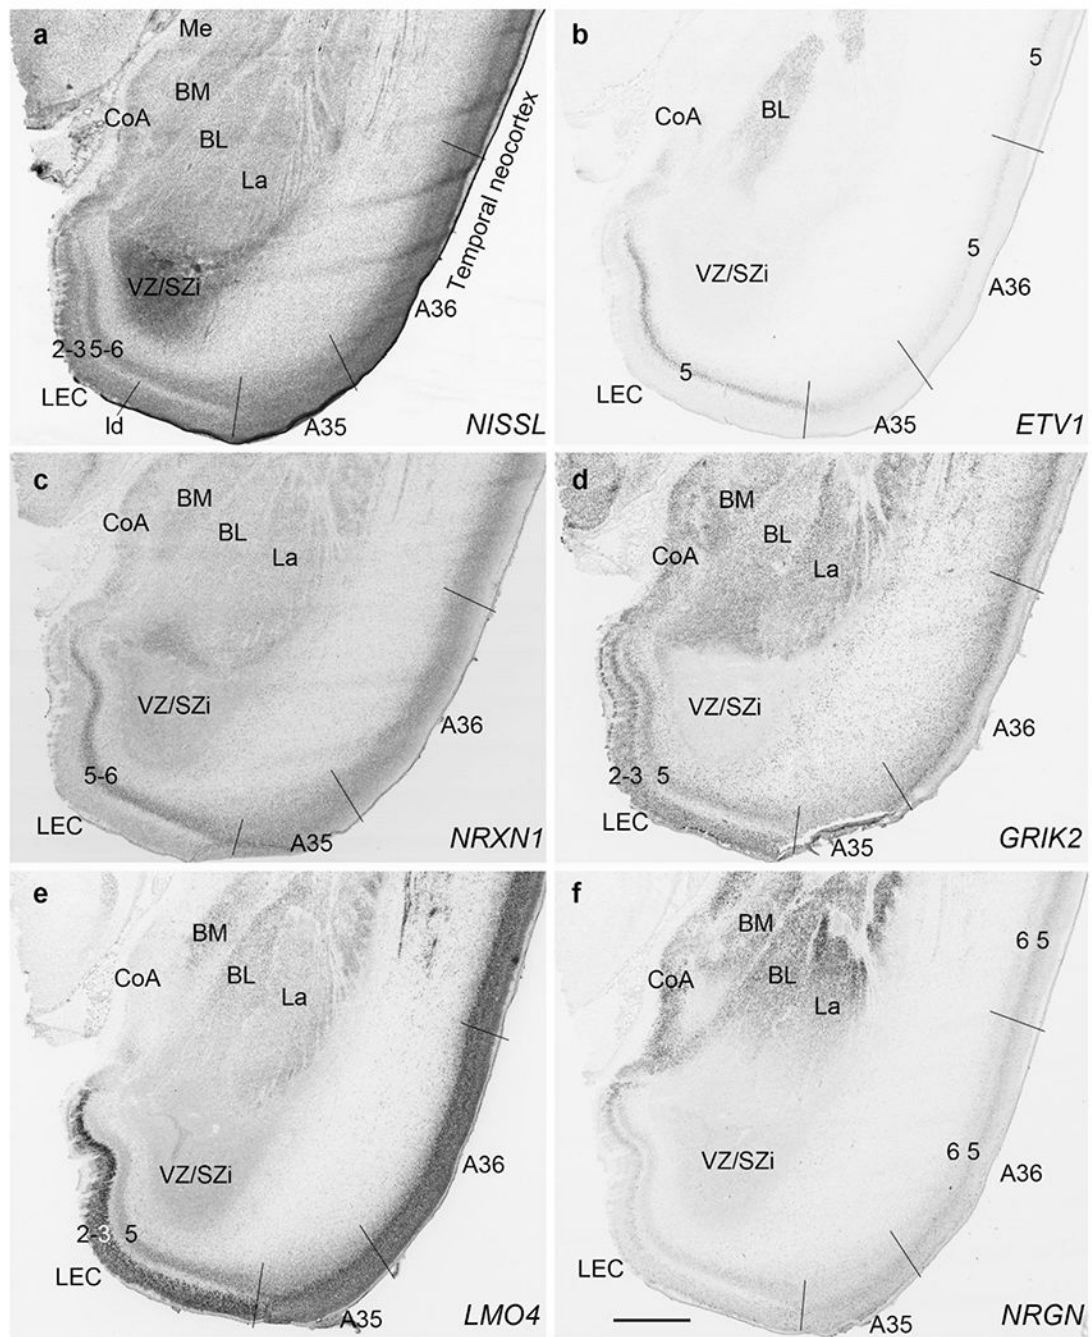 a
Me
BM
CoA
BL
La
VZ/SZi
Temporal neocortex
A36
2-3 5-6
LEC
Id
A35
NISSL
b
5
BL
CoA
5
VZ/SZi
A36
5
LEC
A35
ETV1
c
BM
CoA
BL
La
VZ/SZi
A36
5-6
LEC
A35
NRXN1
d
BM
BL
CoA
La
VZ/SZi
A36
2-3 5
LEC
A35
GRIK2
e
BM
CoA
BL
La
A36
VZ/SZi
2-3 5
LEC
A35
LMO4
f
BM
6 5
CoA
BL
La
VZ/SZi
6 5
A36
LEC
A35
NRGN